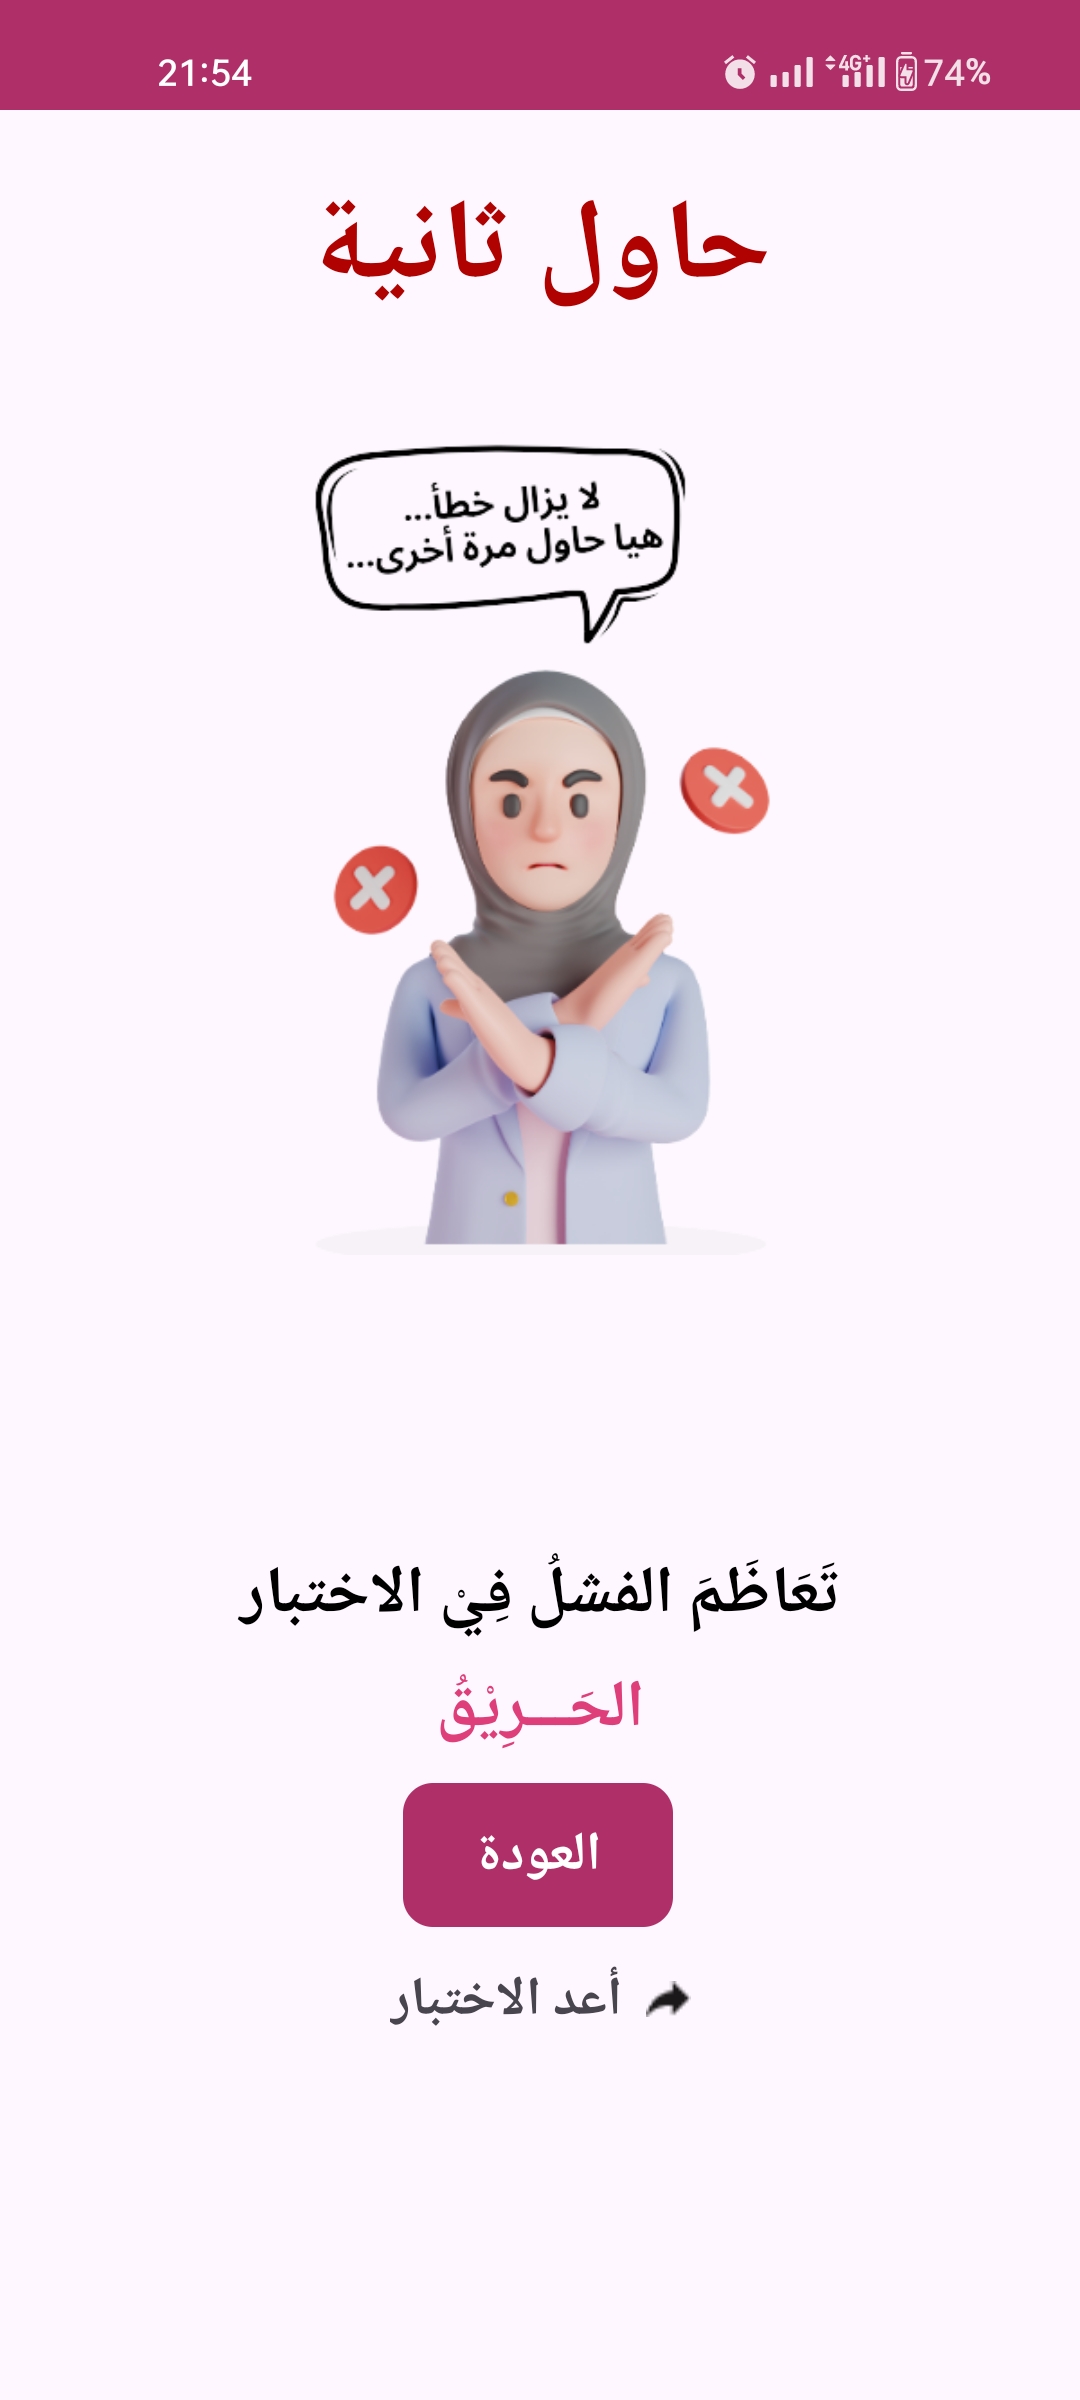 21:54
4G+ 74%
حاول ثانية
لا يزال خطأ...
هيا حاول مرة أخرى...
تَعَاظَمَ الفشلُ فِيْ الاختبار
الحَـــرِيْقُ
العودة
أعد الاختبار